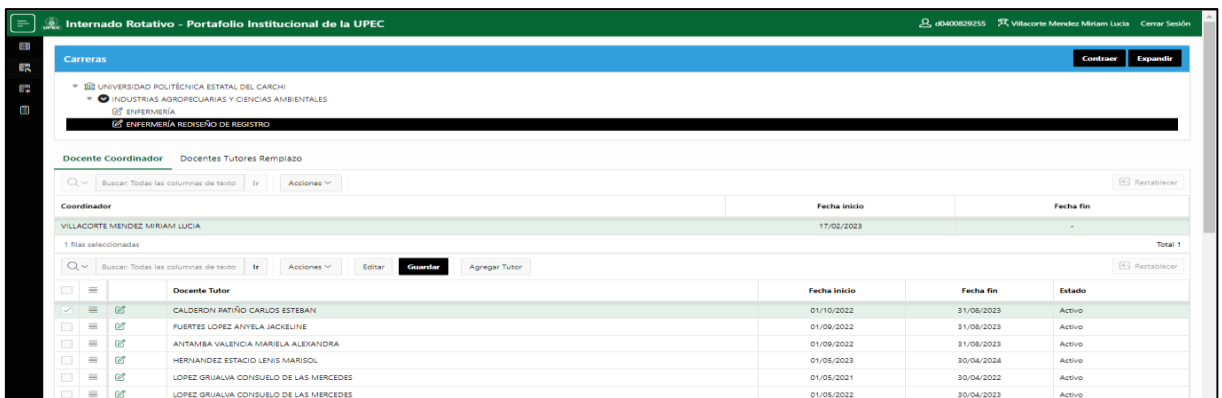 UPEC Internado Rotativo - Portafolio Institucional de la UPEC d0400829255 Villacorte Mendez Miriam Lucia Cerrar Sesión
Carreras Contraer Expandir
UNIVERSIDAD POLITÉCNICA ESTATAL DEL CARCHI
INDUSTRIAS AGROPECUARIAS Y CIENCIAS AMBIENTALES
ENFERMERÍA
ENFERMERÍA REDISEÑO DE REGISTRO
Docente Coordinador Docentes Tutores Remplazo
Buscar: Todas las columnas de texto Ir Acciones Restablecer
Coordinador Fecha inicio Fecha fin
VILLACORTE MENDEZ MIRIAM LUCIA 17/02/2023 -
1 filas seleccionadas Total 1
Buscar: Todas las columnas de texto Ir Acciones Editar Guardar Agregar Tutor Restablecer
Docente Tutor Fecha inicio Fecha fin Estado
CALDERON PATIÑO CARLOS ESTEBAN 01/10/2022 31/08/2023 Activo
FUERTES LOPEZ ANYELA JACKELINE 01/09/2022 31/08/2023 Activo
ANTAMBA VALENCIA MARIELA ALEXANDRA 01/09/2022 31/08/2023 Activo
HERNANDEZ ESTACIO LENIS MARISOL 01/05/2023 30/04/2024 Activo
LOPEZ GRIJALVA CONSUELO DE LAS MERCEDES 01/05/2021 30/04/2022 Activo
LOPEZ GRIJALVA CONSUELO DE LAS MERCEDES 01/05/2022 30/04/2023 Activo